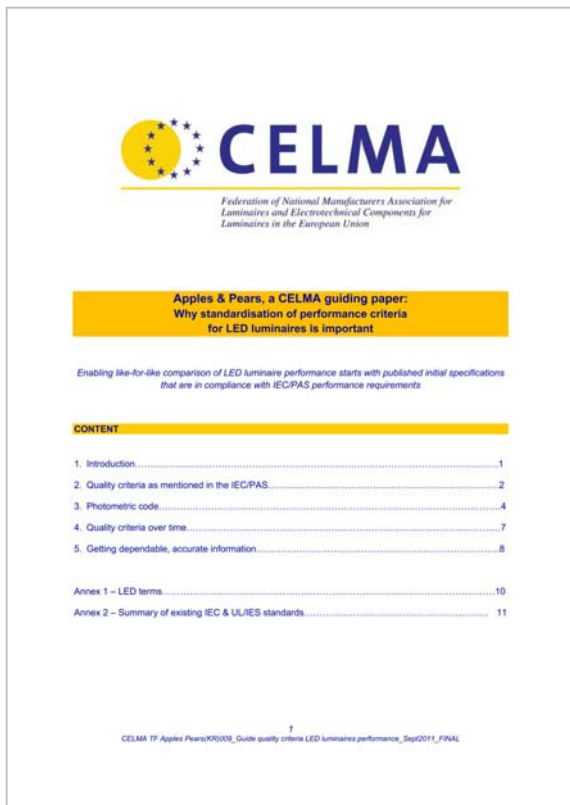 CELMA
Federation of National Manufacturers Association for
Luminaires and Electrotechnical Components for
Luminaires in the European Union
Apples & Pears, a CELMA guiding paper:
Why standardisation of performance criteria
for LED luminaires is important
Enabling like-for-like comparison of LED luminaire performance starts with published initial specifications
that are in compliance with IEC/PAS performance requirements
CONTENT
1. Introduction……………………………………………………………………………………1
2. Quality criteria as mentioned in the IEC/PAS……………………………………………………2
3. Photometric code………………………………………………………………………………4
4. Quality criteria over time………………………………………………………………………7
5. Getting dependable, accurate information………………………………………………………8
Annex 1 – LED terms……………………………………………………………………………10
Annex 2 – Summary of existing IEC & UL/IES standards……………………………………… 11
1
CELMA TF Apples Pears(KR)009_Guide quality criteria LED luminaires performance_Sept2011_FINAL